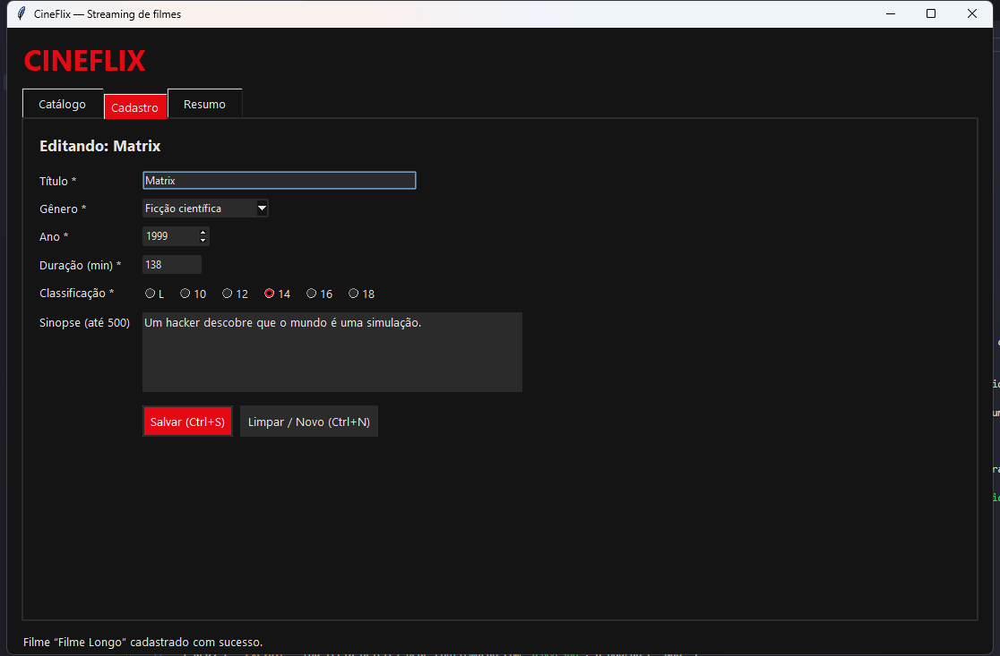 CineFlix — Streaming de filmes
CINEFLIX
Catálogo Cadastro Resumo
Editando: Matrix
Título * Matrix
Gênero * Ficção científica
Ano * 1999
Duração (min) * 138
Classificação * L 10 12 14 16 18
Sinopse (até 500) Um hacker descobre que o mundo é uma simulação.
Salvar (Ctrl+S) Limpar / Novo (Ctrl+N)
Filme “Filme Longo” cadastrado com sucesso.